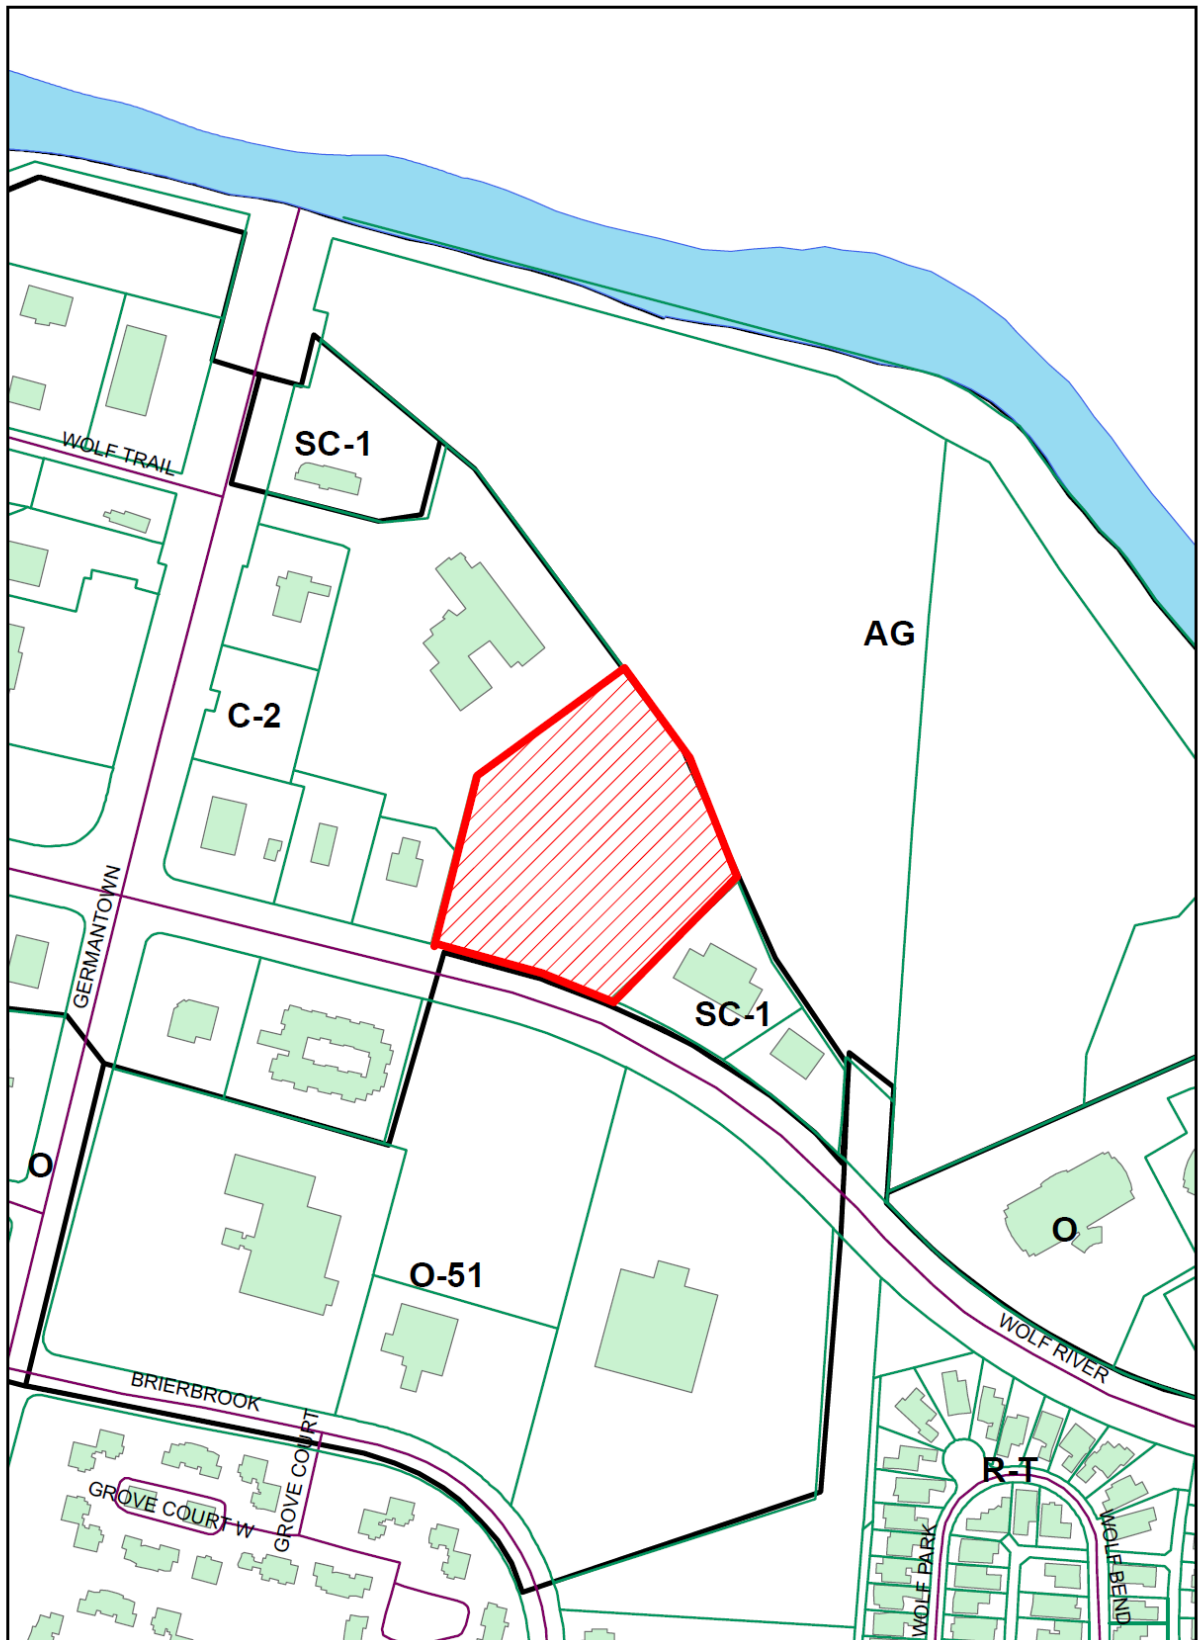 WOLF TRAIL
SC-1
AG
C-2
GERMANTOWN
SC-1
O
O
O-51
WOLF RIVER
BRIERBROOK
GROVE COURT
GROVE COURT W
R-T
WOLF PARK
WOLF BEND